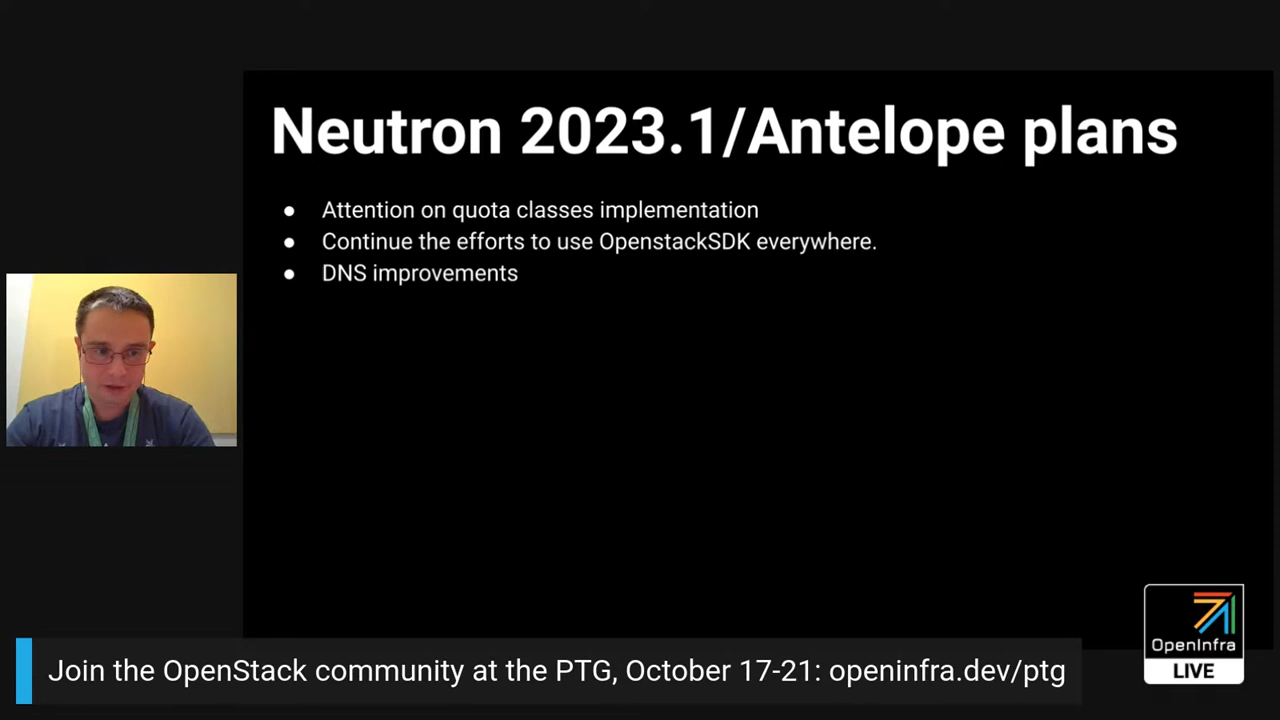 Neutron 2023.1/Antelope plans
● Attention on quota classes implementation
● Continue the efforts to use OpenstackSDK everywhere.
● DNS improvements
OpenInfra
LIVE
Join the OpenStack community at the PTG, October 17-21: openinfra.dev/ptg